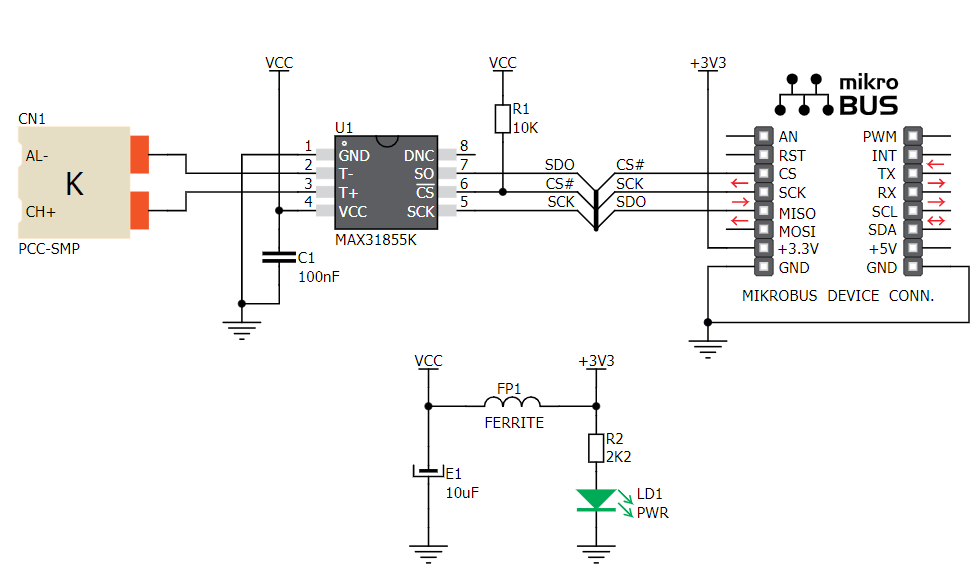 VCC
VCC
+3V3
mikro
BUS
CN1
AL-
K
CH+
PCC-SMP
R1
10K
U1
1 GND DNC 8
2 T- SO 7
3 T+ CS 6
4 VCC SCK 5
MAX31855K
SDO CS#
CS# SCK
SCK SDO
C1
100nF
AN PWM
RST INT
CS TX
SCK RX
MISO SCL
MOSI SDA
+3.3V +5V
GND GND
MIKROBUS DEVICE CONN.
VCC
+3V3
FP1
FERRITE
R2
2K2
E1
10uF
LD1
PWR